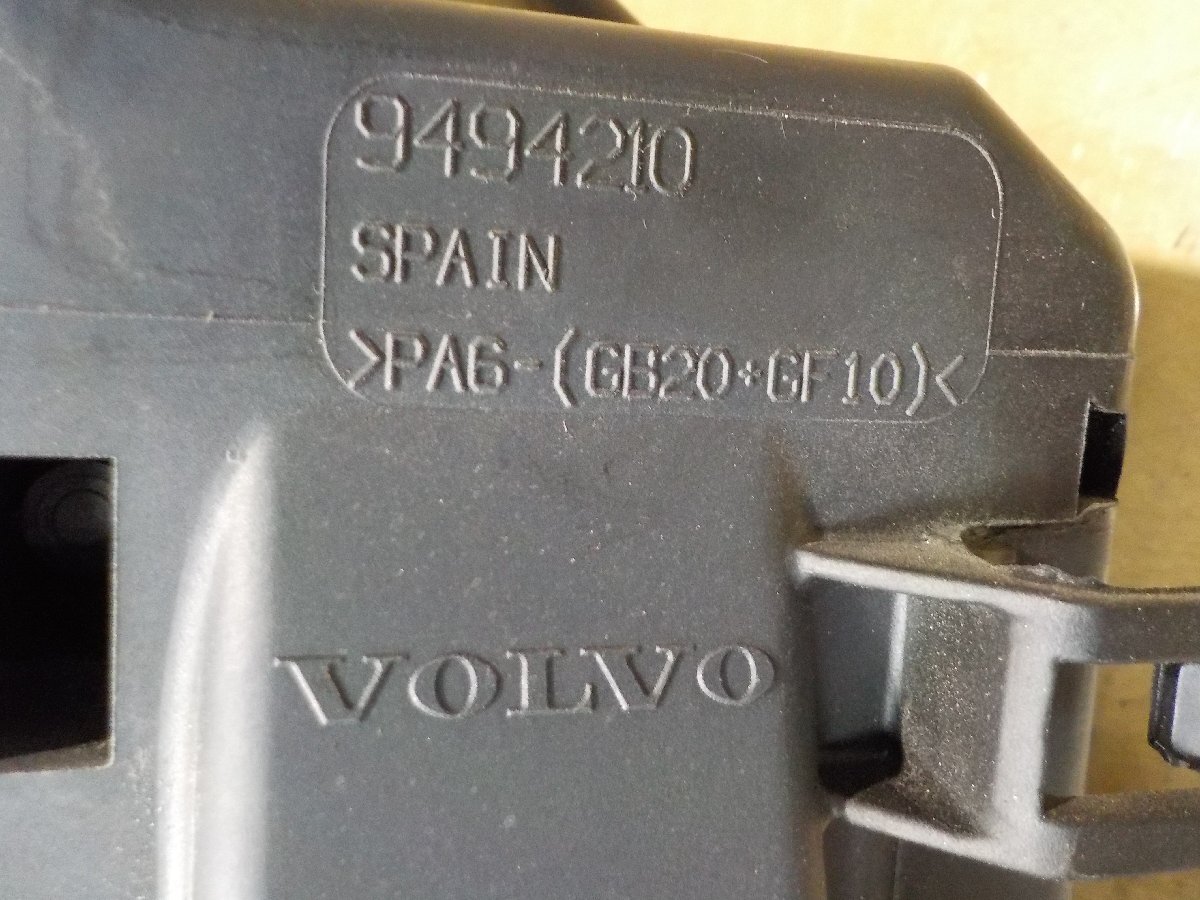 9494210
SPAIN
>PA6-(GB20+GF10)<
VOLVO